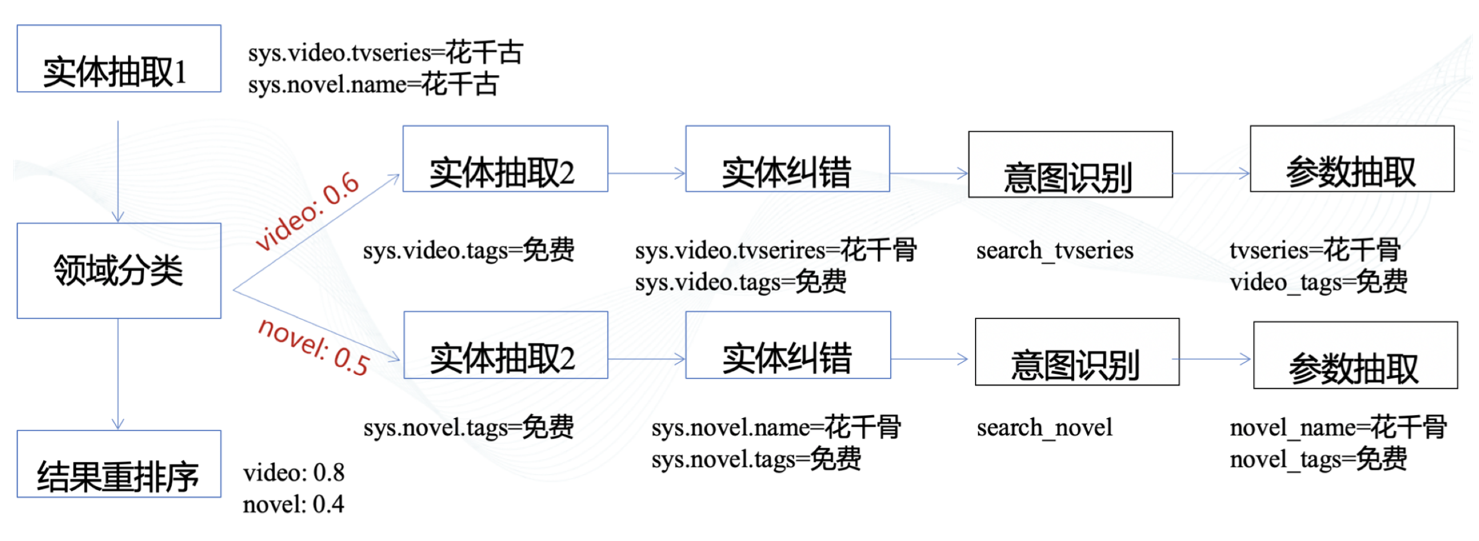 实体抽取1
sys.video.tvseries=花千古
sys.novel.name=花千古
领域分类
video: 0.6
novel: 0.5
实体抽取2
实体纠错
意图识别
参数抽取
sys.video.tags=免费
sys.video.tvserires=花千骨
sys.video.tags=免费
search_tvseries
tvseries=花千骨
video_tags=免费
实体抽取2
实体纠错
意图识别
参数抽取
sys.novel.tags=免费
sys.novel.name=花千骨
sys.novel.tags=免费
search_novel
novel_name=花千骨
novel_tags=免费
结果重排序
video: 0.8
novel: 0.4